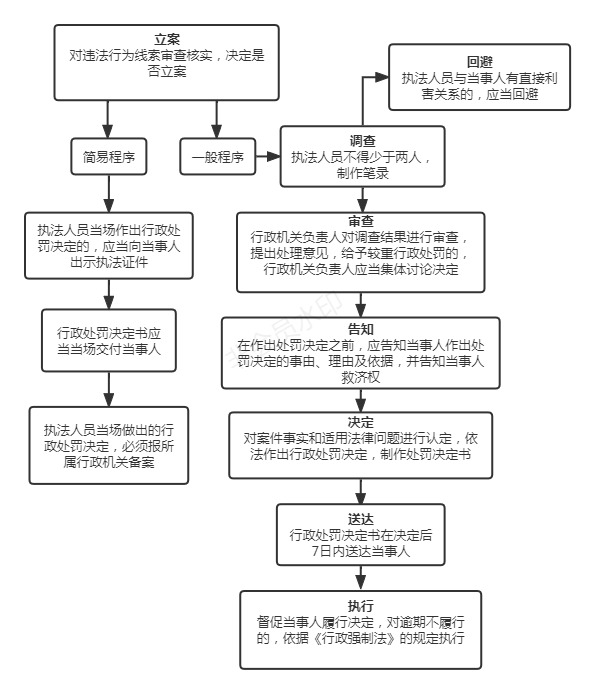 立案
对违法行为线索审查核实，决定是
否立案
回避
执法人员与当事人有直接利
害关系的，应当回避
简易程序
一般程序
调查
执法人员不得少于两人，
制作笔录
执法人员当场作出行政处
罚决定的，应当向当事人
出示执法证件
行政处罚决定书应
当当场交付当事人
执法人员当场做出的行
政处罚决定，必须报所
属行政机关备案
审查
行政机关负责人对调查结果进行审查，
提出处理意见，给予较重行政处罚的，
行政机关负责人应当集体讨论决定
告知
在作出处罚决定之前，应告知当事人作出处
罚决定的事由、理由及依据，并告知当事人
救济权
决定
对案件事实和适用法律问题进行认定，依
法作出行政处罚决定，制作处罚决定书
送达
行政处罚决定书在决定后
7日内送达当事人
执行
督促当事人履行决定，对逾期不履行
的，依据《行政强制法》的规定执行
非会员水印